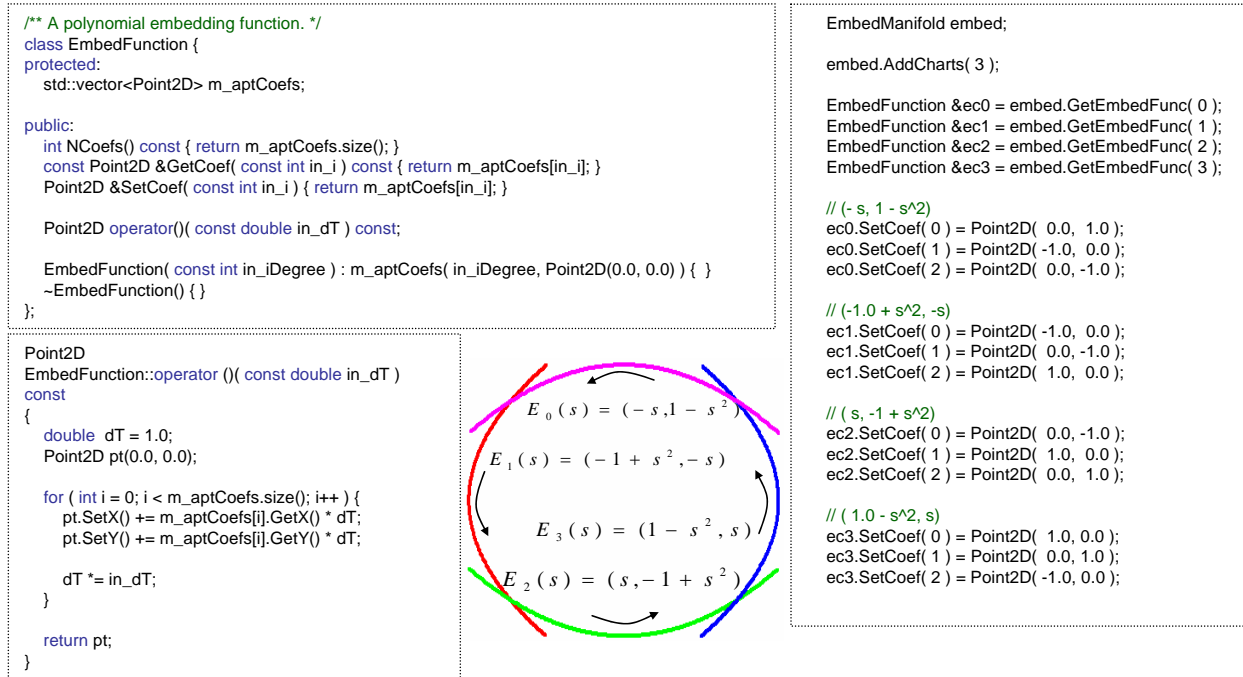 /** A polynomial embedding function. */
class EmbedFunction {
protected:
std::vector<Point2D> m_aptCoefs;
public:
int NCoefs() const { return m_aptCoefs.size(); }
const Point2D &GetCoef( const int in_i ) const { return m_aptCoefs[in_i]; }
Point2D &SetCoef( const int in_i ) { return m_aptCoefs[in_i]; }
Point2D operator()( const double in_dT ) const;
EmbedFunction( const int in_iDegree ) : m_aptCoefs( in_iDegree, Point2D(0.0, 0.0) ) { }
~EmbedFunction() { }
};
Point2D
EmbedFunction::operator ()( const double in_dT )
const
{
double dT = 1.0;
Point2D pt(0.0, 0.0);
for ( int i = 0; i < m_aptCoefs.size(); i++ ) {
pt.SetX() += m_aptCoefs[i].GetX() * dT;
pt.SetY() += m_aptCoefs[i].GetY() * dT;
dT *= in_dT;
}
return pt;
}
E_0 ( s ) = ( - s , 1 - s^2 )
E_1 ( s ) = ( - 1 + s^2 , - s )
E_3 ( s ) = ( 1 - s^2 , s )
E_2 ( s ) = ( s , - 1 + s^2 )
EmbedManifold embed;
embed.AddCharts( 3 );
EmbedFunction &ec0 = embed.GetEmbedFunc( 0 );
EmbedFunction &ec1 = embed.GetEmbedFunc( 1 );
EmbedFunction &ec2 = embed.GetEmbedFunc( 2 );
EmbedFunction &ec3 = embed.GetEmbedFunc( 3 );
// (- s, 1 - s^2)
ec0.SetCoef( 0 ) = Point2D( 0.0, 1.0 );
ec0.SetCoef( 1 ) = Point2D( -1.0, 0.0 );
ec0.SetCoef( 2 ) = Point2D( 0.0, -1.0 );
// (-1.0 + s^2, -s)
ec1.SetCoef( 0 ) = Point2D( -1.0, 0.0 );
ec1.SetCoef( 1 ) = Point2D( 0.0, -1.0 );
ec1.SetCoef( 2 ) = Point2D( 1.0, 0.0 );
// ( s, -1 + s^2)
ec2.SetCoef( 0 ) = Point2D( 0.0, -1.0 );
ec2.SetCoef( 1 ) = Point2D( 1.0, 0.0 );
ec2.SetCoef( 2 ) = Point2D( 0.0, 1.0 );
// ( 1.0 - s^2, s)
ec3.SetCoef( 0 ) = Point2D( 1.0, 0.0 );
ec3.SetCoef( 1 ) = Point2D( 0.0, 1.0 );
ec3.SetCoef( 2 ) = Point2D( -1.0, 0.0 );